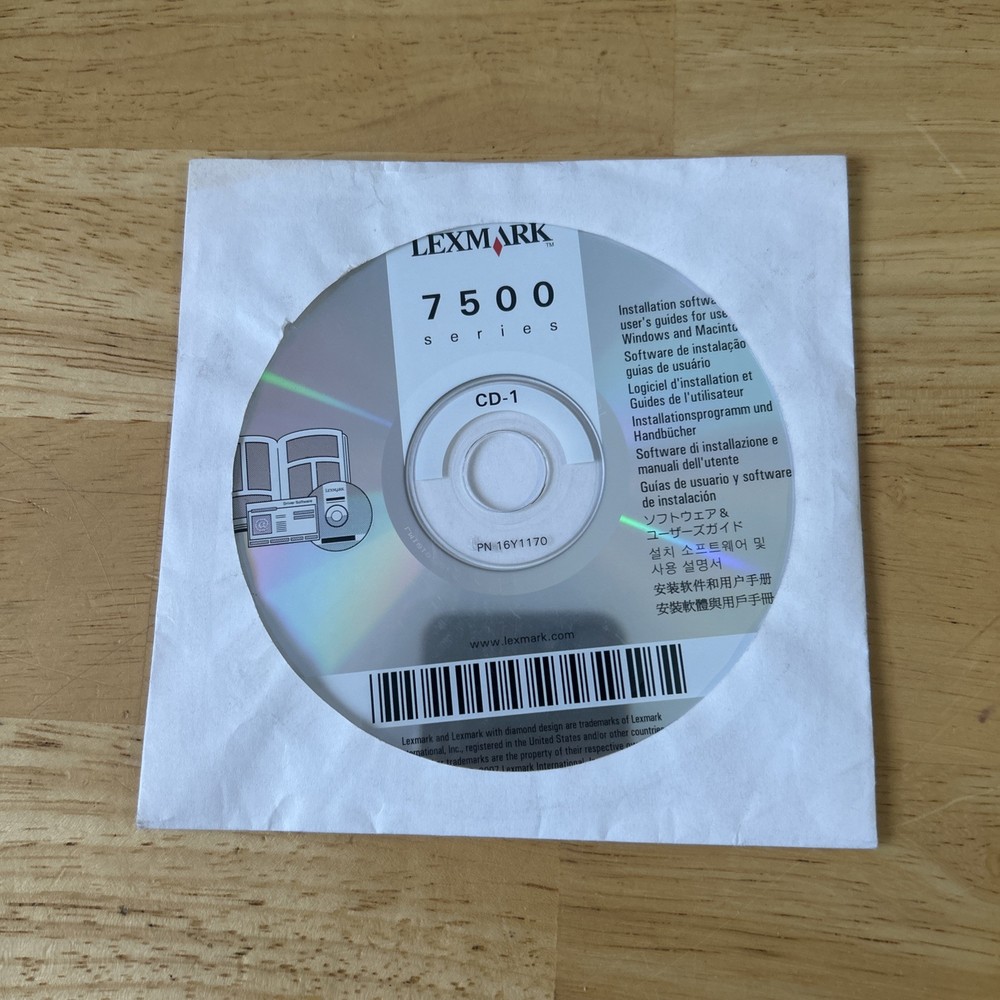 LEXMARK™
7500
series
CD-1
PN 16Y1170
Installation
user's guides for
Windows and
Software de instalação
guias de usuário
Logiciel d'installation et
Guides de l'utilisateur
Installationsprogramm und
Handbücher
Software di installazione e
manuali dell'utente
Guías de usuario y software
de instalación
ソフトウェア&
ユーザーズガイド
설치 소프트웨어 및
사용 설명서
安装软件和用户手册
安裝軟體與用戶手冊
Driver Software
Lexmark
www.lexmark.com
Lexmark and Lexmark with diamond design are trademarks of Lexmark
Inc., registered in the United States and/or other
trademarks are the property of their respective
Lexmark International,